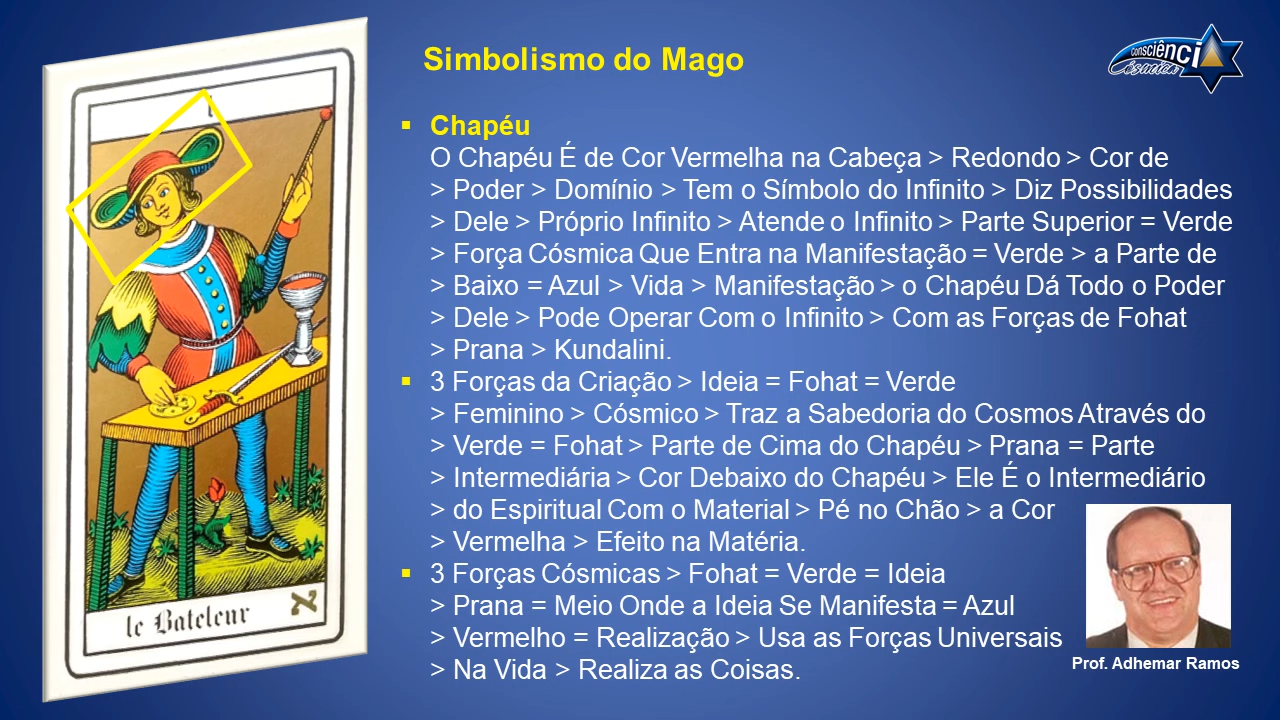 Simbolismo do Mago
consciênci
Cósmica
Chapéu
O Chapéu É de Cor Vermelha na Cabeça > Redondo > Cor de
> Poder > Domínio > Tem o Símbolo do Infinito > Diz Possibilidades
> Dele > Próprio Infinito > Atende o Infinito > Parte Superior = Verde
> Força Cósmica Que Entra na Manifestação = Verde > a Parte de
> Baixo = Azul > Vida > Manifestação > o Chapéu Dá Todo o Poder
> Dele > Pode Operar Com o Infinito > Com as Forças de Fohat
> Prana > Kundalini.
3 Forças da Criação > Ideia = Fohat = Verde
> Feminino > Cósmico > Traz a Sabedoria do Cosmos Através do
> Verde = Fohat > Parte de Cima do Chapéu > Prana = Parte
> Intermediária > Cor Debaixo do Chapéu > Ele É o Intermediário
> do Espiritual Com o Material > Pé no Chão > a Cor
> Vermelha > Efeito na Matéria.
3 Forças Cósmicas > Fohat = Verde = Ideia
> Prana = Meio Onde a Ideia Se Manifesta = Azul
> Vermelho = Realização > Usa as Forças Universais
> Na Vida > Realiza as Coisas.
Prof. Adhemar Ramos
I
le Bateleur א